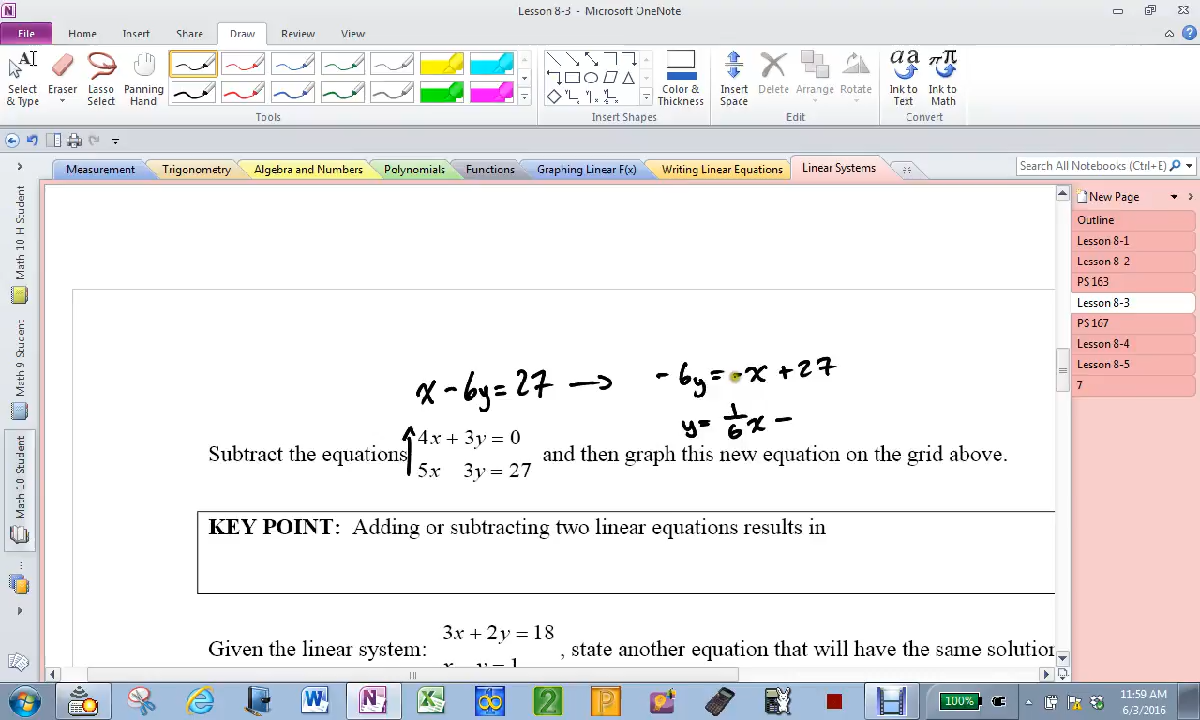 Lesson 8-3 - Microsoft OneNote
File Home Insert Share Draw Review View
Select & Type
Eraser
Lasso Select
Panning Hand
Color & Thickness
Insert Space
Delete
Arrange
Rotate
Ink to Text
Ink to Math
Tools
Insert Shapes
Edit
Convert
Measurement Trigonometry Algebra and Numbers Polynomials Functions Graphing Linear F(x) Writing Linear Equations Linear Systems
Search All Notebooks (Ctrl+E)
New Page
Outline
Lesson 8-1
Lesson 8-2
PS 163
Lesson 8-3
PS 167
Lesson 8-4
Lesson 8-5
7
Math 10 H Student
Math 9 Student
Math 10 Student
x - 6y = 27 → - 6y = -x + 27
y = 1/6 x -
4x + 3y = 0
Subtract the equations and then graph this new equation on the grid above.
5x 3y = 27
KEY POINT: Adding or subtracting two linear equations results in
3x + 2y = 18
Given the linear system: , state another equation that will have the same solution
100%
11:59 AM
6/3/2016